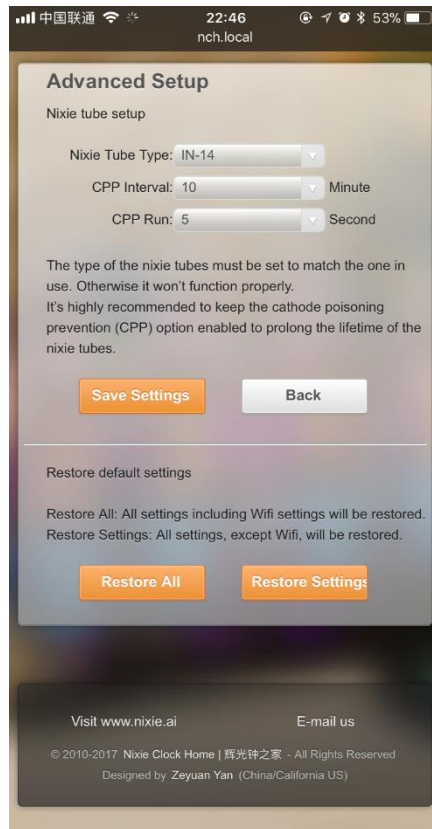 中国联通 22:46 53%
nch.local
Advanced Setup
Nixie tube setup
Nixie Tube Type: IN-14
CPP Interval: 10 Minute
CPP Run: 5 Second
The type of the nixie tubes must be set to match the one in
use. Otherwise it won't function properly.
It's highly recommended to keep the cathode poisoning
prevention (CPP) option enabled to prolong the lifetime of the
nixie tubes.
Save Settings Back
Restore default settings
Restore All: All settings including Wifi settings will be restored.
Restore Settings: All settings, except Wifi, will be restored.
Restore All Restore Settings
Visit www.nixie.ai E-mail us
© 2010-2017 Nixie Clock Home | 辉光钟之家 - All Rights Reserved
Designed by Zeyuan Yan (China/California US)